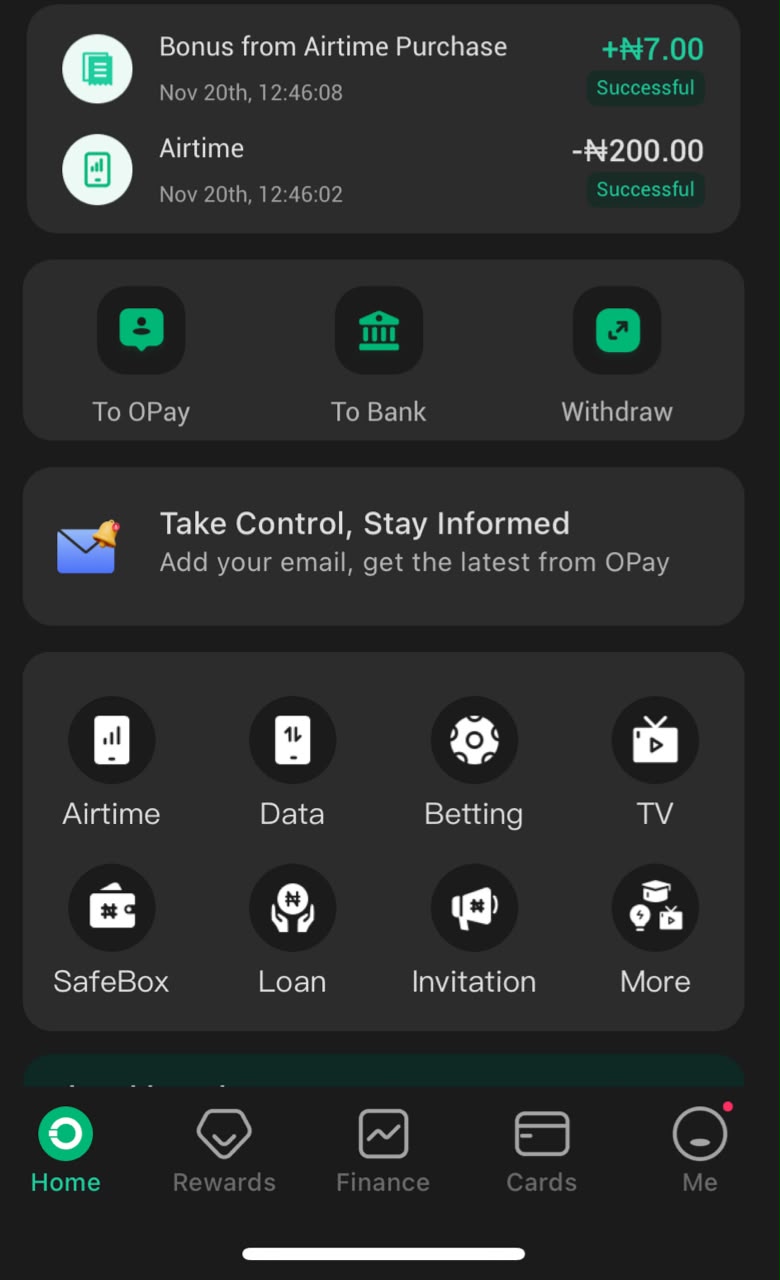 Bonus from Airtime Purchase
+₦7.00
Nov 20th, 12:46:08
Successful
Airtime
-₦200.00
Nov 20th, 12:46:02
Successful
To OPay
To Bank
Withdraw
Take Control, Stay Informed
Add your email, get the latest from OPay
Airtime
Data
Betting
TV
SafeBox
Loan
Invitation
More
Home
Rewards
Finance
Cards
Me